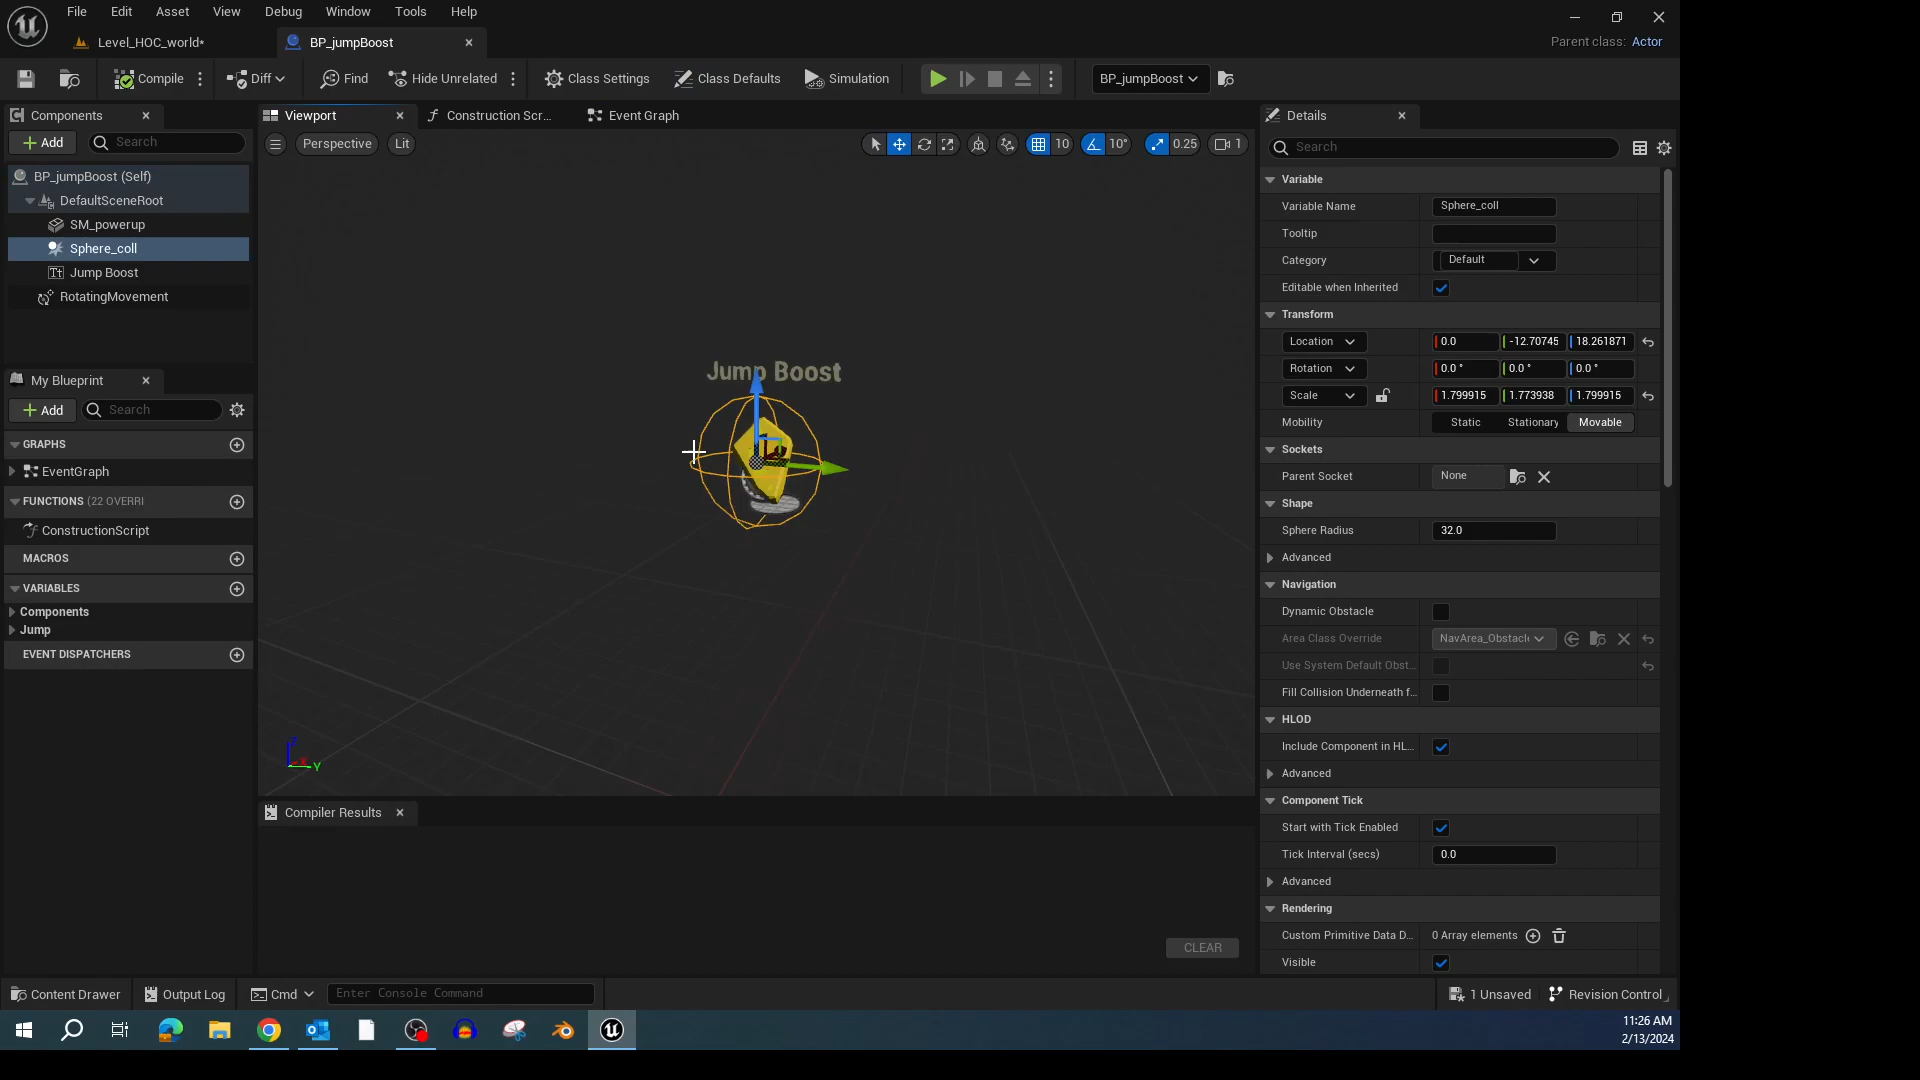 File Edit Asset View Debug Window Tools Help
Level_HOC_world*
BP_jumpBoost
Parent class: Actor
Compile
Diff
Find
Hide Unrelated
Class Settings
Class Defaults
Simulation
BP_jumpBoost
Components
Viewport
Construction Scr...
Event Graph
Details
Add
Search
Perspective
Lit
10
10°
0.25
1
Search
BP_jumpBoost (Self)
DefaultSceneRoot
SM_powerup
Sphere_coll
Jump Boost
RotatingMovement
My Blueprint
Add
Search
GRAPHS
EventGraph
FUNCTIONS (22 OVERRI
ConstructionScript
MACROS
VARIABLES
Components
Jump
EVENT DISPATCHERS
Jump Boost
Z
Y
Compiler Results
CLEAR
Variable
Variable Name Sphere_coll
Tooltip
Category Default
Editable when Inherited
Transform
Location 0.0 -12.70745 18.261871
Rotation 0.0 ° 0.0 ° 0.0 °
Scale 1.799915 1.773938 1.799915
Mobility Static Stationary Movable
Sockets
Parent Socket None
Shape
Sphere Radius 32.0
Advanced
Navigation
Dynamic Obstacle
Area Class Override NavArea_Obstacl
Use System Default Obst...
Fill Collision Underneath f...
HLOD
Include Component in HL...
Advanced
Component Tick
Start with Tick Enabled
Tick Interval (secs) 0.0
Advanced
Rendering
Custom Primitive Data D... 0 Array elements
Visible
Content Drawer
Output Log
Cmd
Enter Console Command
1 Unsaved
Revision Control
11:26 AM
2/13/2024